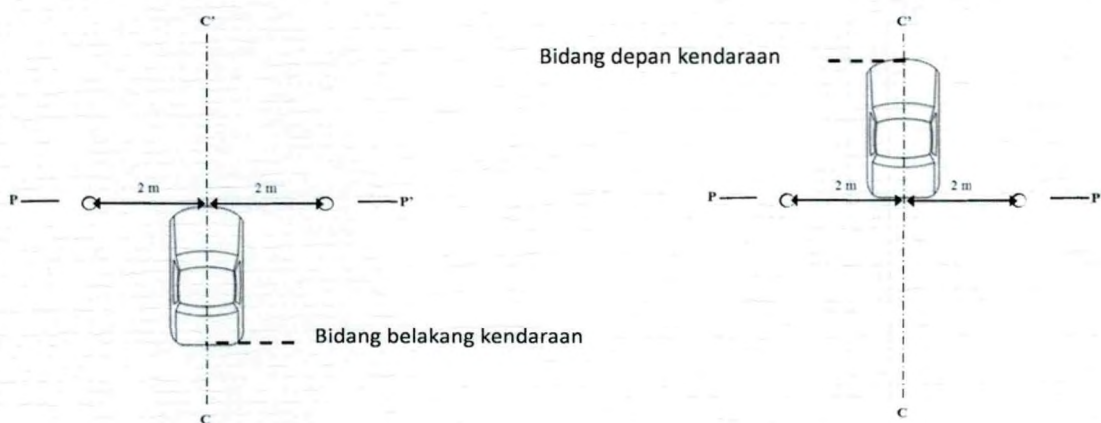 C'
2 m 2 m
P P'
Bidang belakang kendaraan
C
C'
Bidang depan kendaraan
2 m 2 m
P P
C